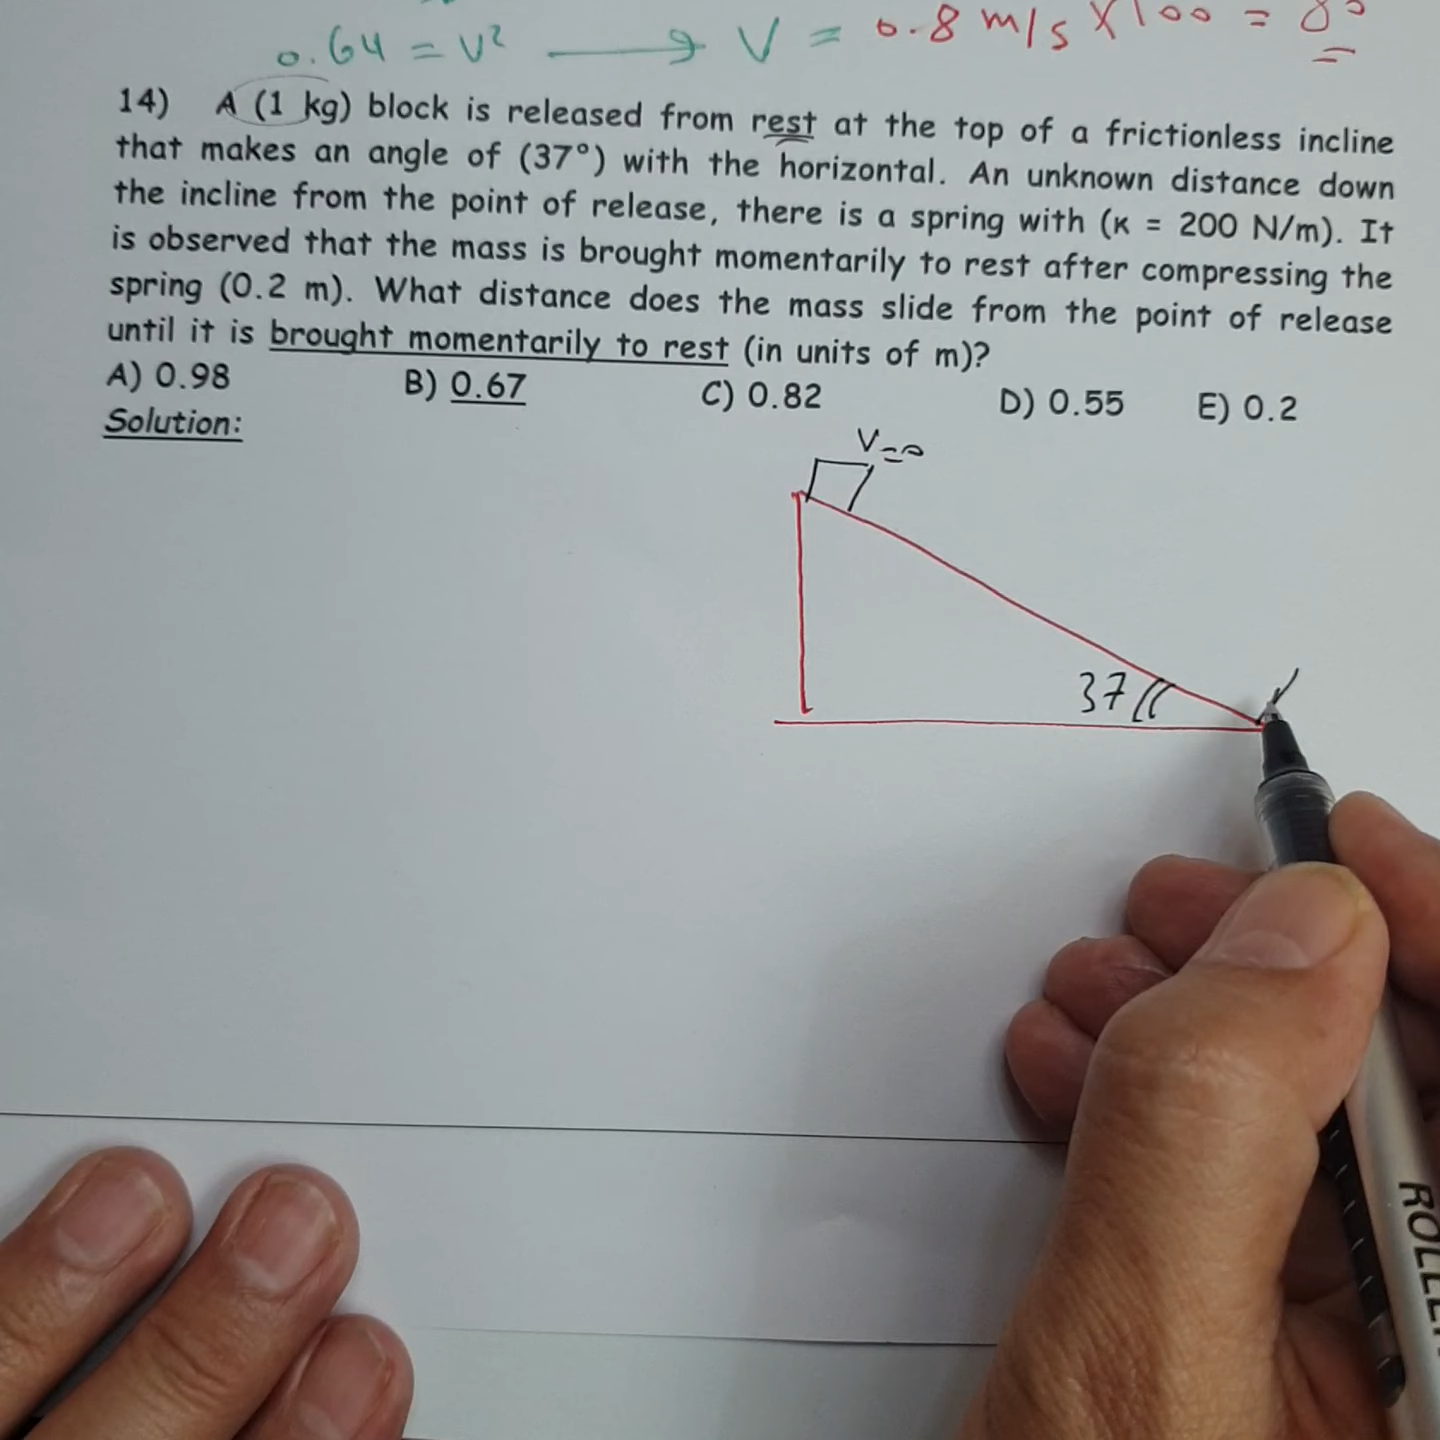 0.64 = V² → V = 0.8 m/s × 100 =
14) A (1 kg) block is released from rest at the top of a frictionless incline
that makes an angle of (37°) with the horizontal. An unknown distance down
the incline from the point of release, there is a spring with (κ = 200 N/m). It
is observed that the mass is brought momentarily to rest after compressing the
spring (0.2 m). What distance does the mass slide from the point of release
until it is brought momentarily to rest (in units of m)?
A) 0.98 B) 0.67 C) 0.82 D) 0.55 E) 0.2
Solution:
V=0
37